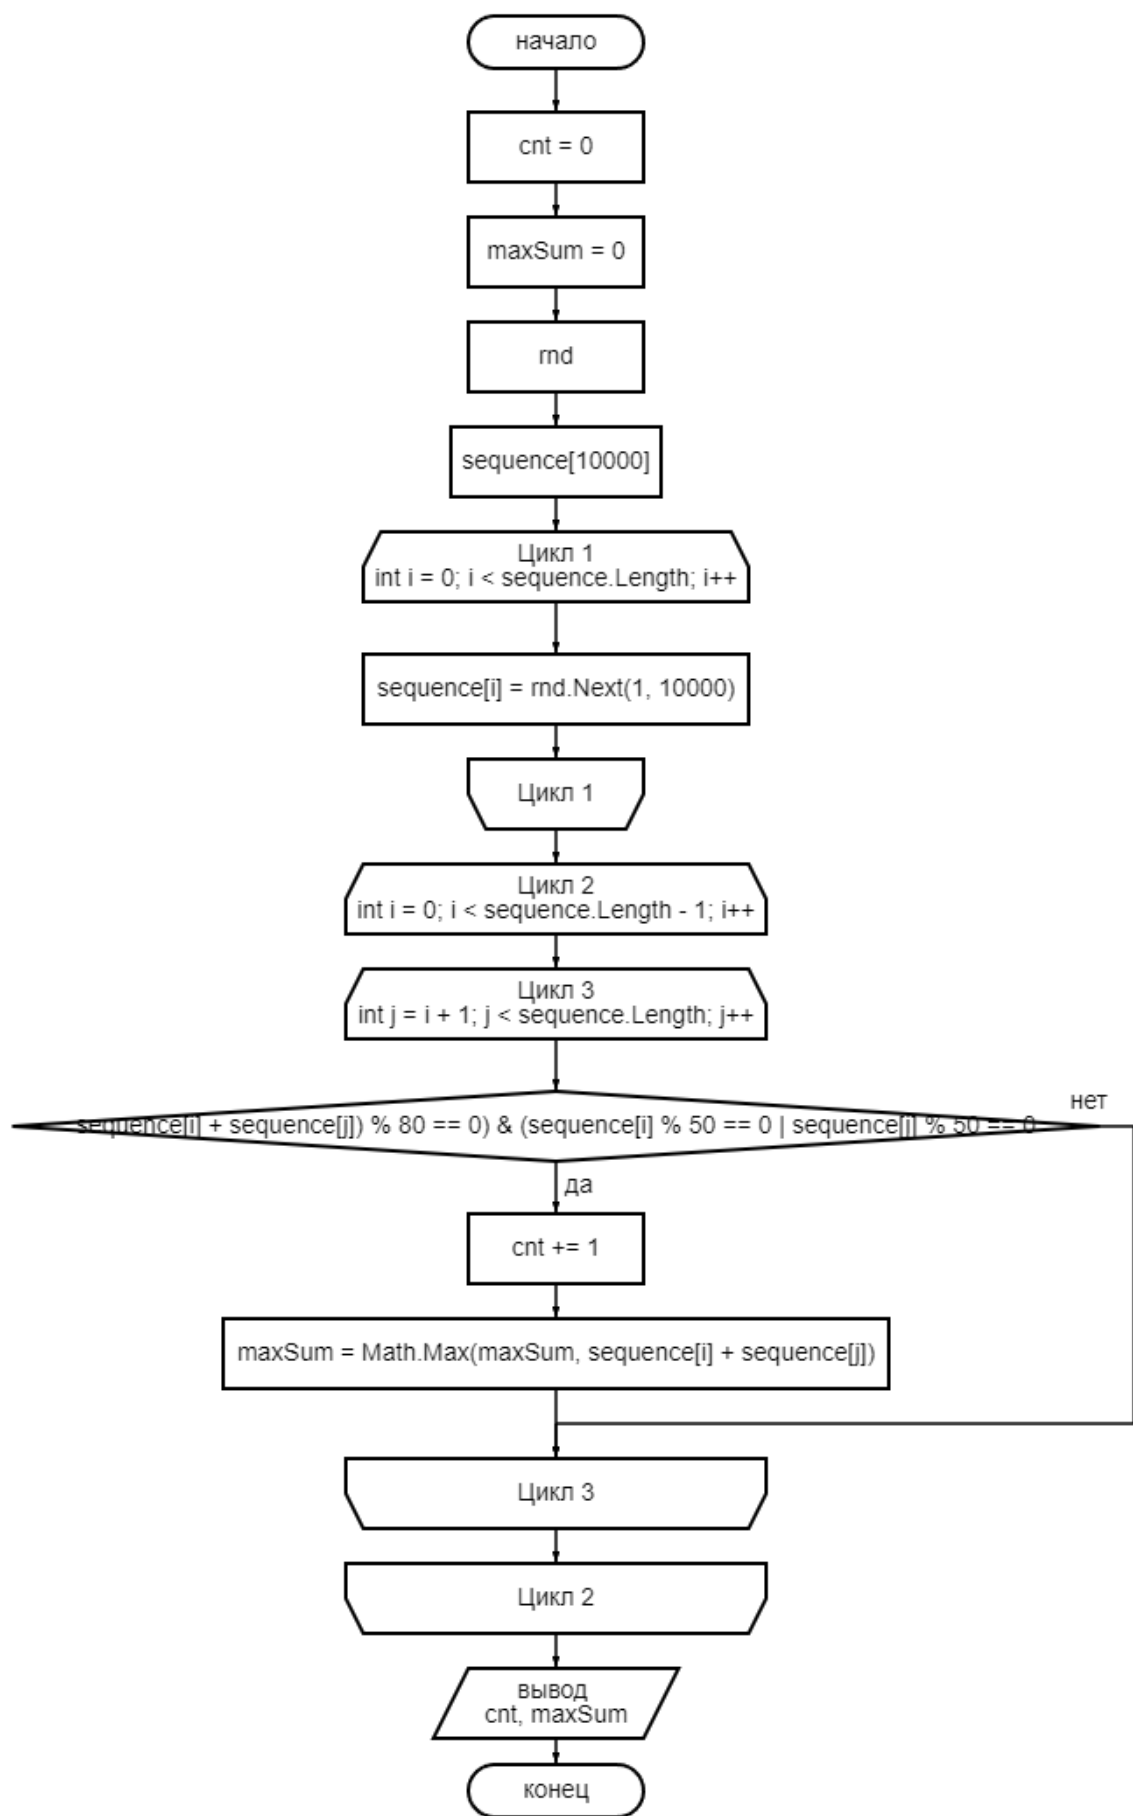 начало
cnt = 0
maxSum = 0
rnd
sequence[10000]
Цикл 1
int i = 0; i < sequence.Length; i++
sequence[i] = rnd.Next(1, 10000)
Цикл 1
Цикл 2
int i = 0; i < sequence.Length - 1; i++
Цикл 3
int j = i + 1; j < sequence.Length; j++
нет
sequence[i] + sequence[j]) % 80 == 0) & (sequence[i] % 50 == 0 | sequence[j] % 50 == 0
да
cnt += 1
maxSum = Math.Max(maxSum, sequence[i] + sequence[j])
Цикл 3
Цикл 2
вывод
cnt, maxSum
конец